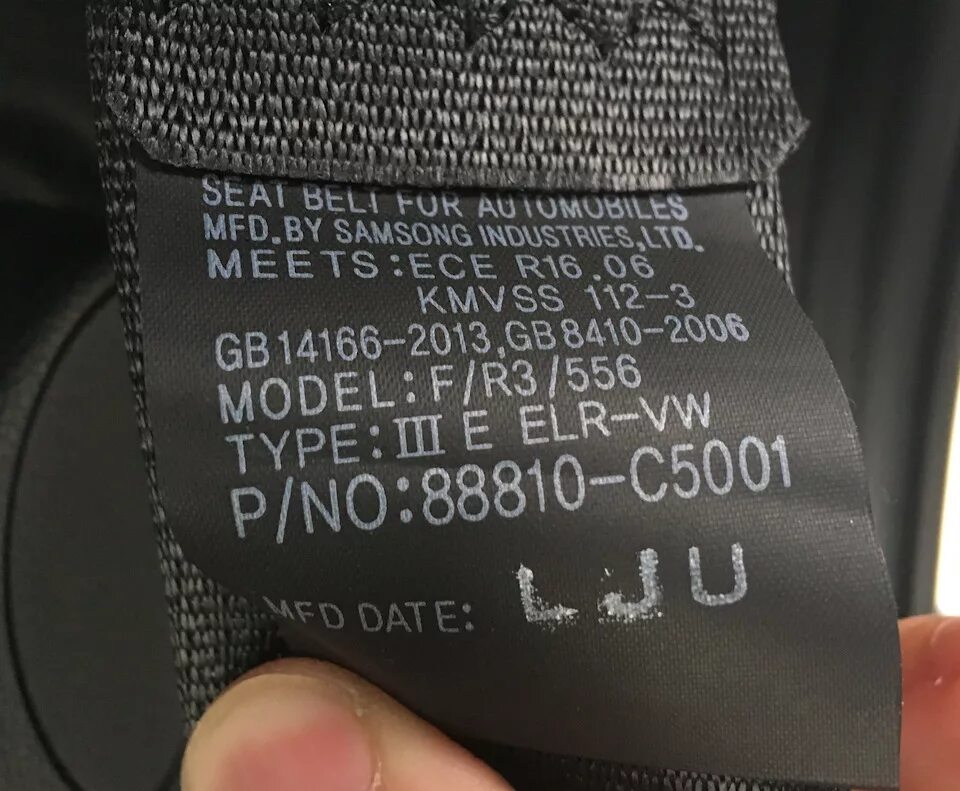 SEAT BELT FOR AUTOMOBILES
MFD.BY SAMSONG INDUSTRIES,LTD.
MEETS:ECE R16.06
KMVSS 112-3
GB14166-2013,GB8410-2006
MODEL:F/R3/556
TYPE:III E ELR-VW
P/NO:88810-C5001
MFD DATE: LJU